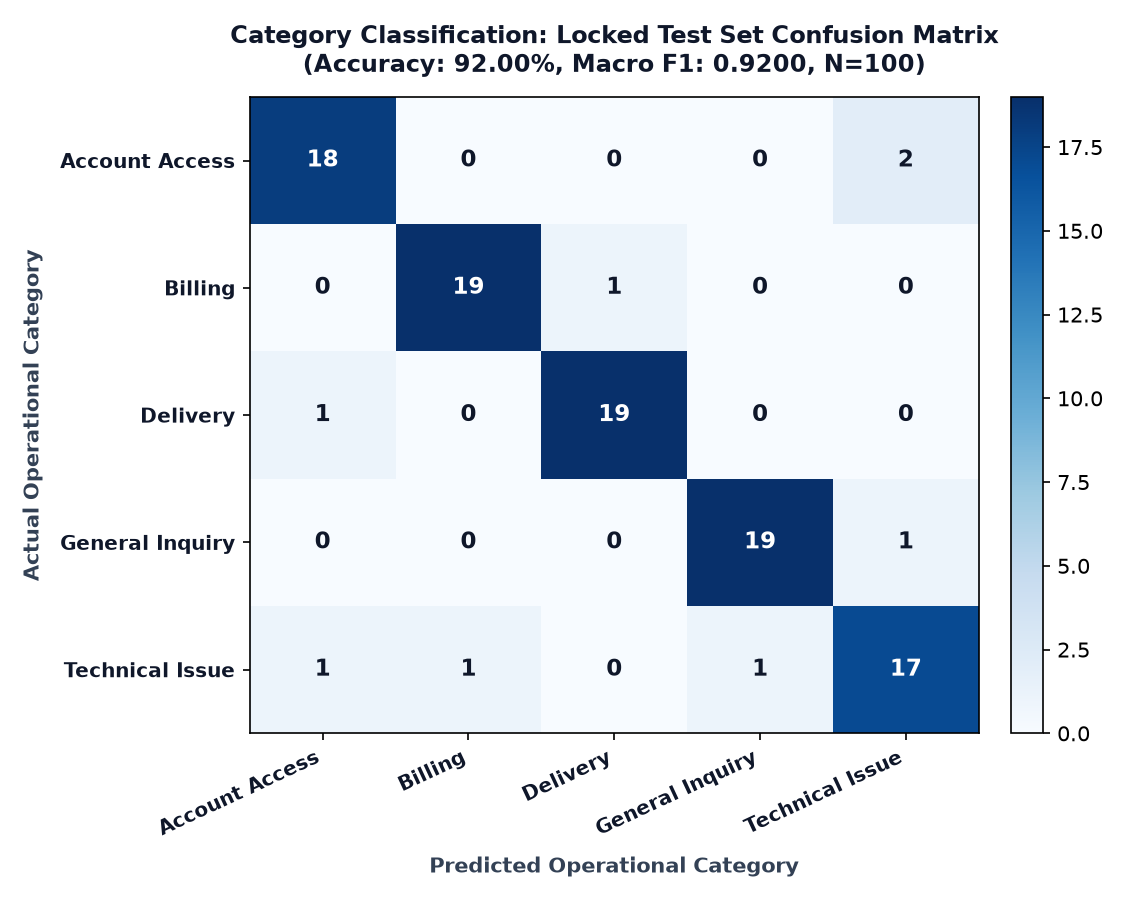 Category Classification: Locked Test Set Confusion Matrix
(Accuracy: 92.00%, Macro F1: 0.9200, N=100)
Actual Operational Category
Account Access
18 0 0 0 2
Billing
0 19 1 0 0
Delivery
1 0 19 0 0
General Inquiry
0 0 0 19 1
Technical Issue
1 1 0 1 17
Account Access
Billing
Delivery
General Inquiry
Technical Issue
Predicted Operational Category
17.5
15.0
12.5
10.0
7.5
5.0
2.5
0.0